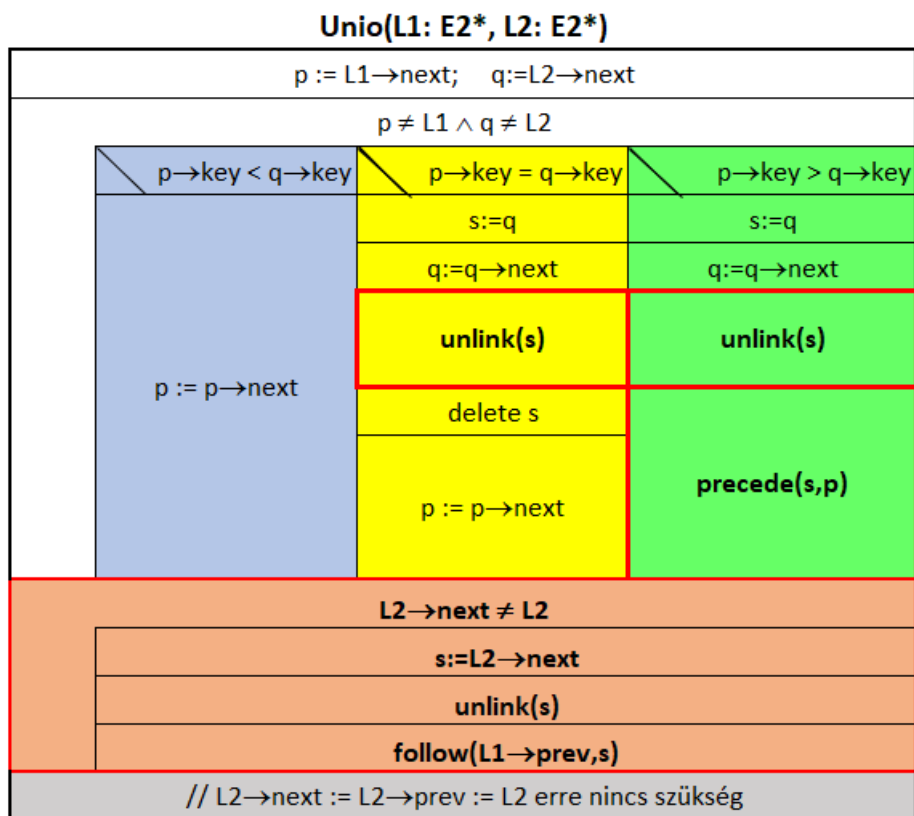 Unio(L1: E2*, L2: E2*)
p := L1→next; q:=L2→next
p ≠ L1 ∧ q ≠ L2
p→key < q→key p→key = q→key p→key > q→key
s:=q s:=q
q:=q→next q:=q→next
unlink(s) unlink(s)
p := p→next
delete s
precede(s,p)
p := p→next
L2→next ≠ L2
s:=L2→next
unlink(s)
follow(L1→prev,s)
// L2→next := L2→prev := L2 erre nincs szükség